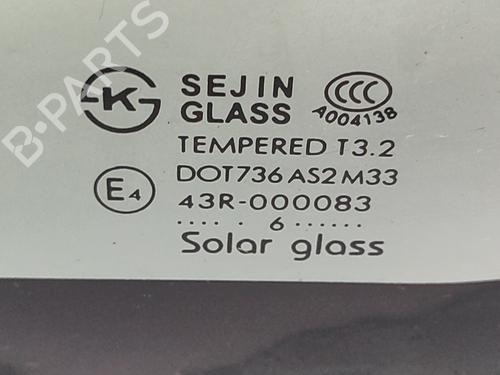 B-PARTS
K S
SEJIN
GLASS
CCC
A004138
TEMPERED T3.2
DOT736 AS2 M33
E4
43R-000083
.... 6 ......
Solar glass